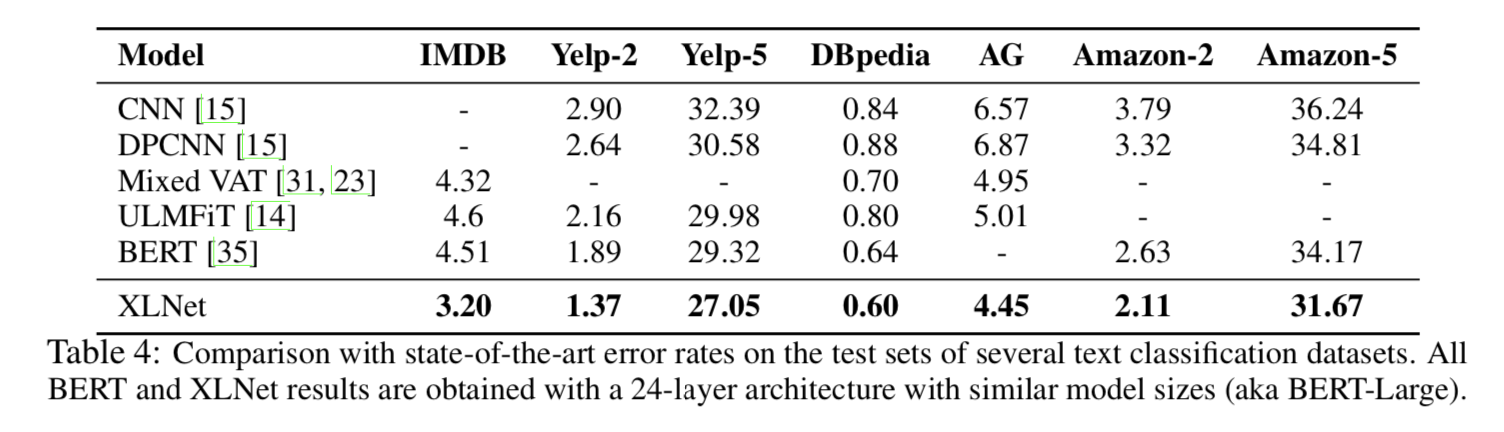 Model IMDB Yelp-2 Yelp-5 DBpedia AG Amazon-2 Amazon-5
CNN [15] - 2.90 32.39 0.84 6.57 3.79 36.24
DPCNN [15] - 2.64 30.58 0.88 6.87 3.32 34.81
Mixed VAT [31, 23] 4.32 - - 0.70 4.95 - -
ULMFiT [14] 4.6 2.16 29.98 0.80 5.01 - -
BERT [35] 4.51 1.89 29.32 0.64 - 2.63 34.17
XLNet 3.20 1.37 27.05 0.60 4.45 2.11 31.67
Table 4: Comparison with state-of-the-art error rates on the test sets of several text classification datasets. All
BERT and XLNet results are obtained with a 24-layer architecture with similar model sizes (aka BERT-Large).